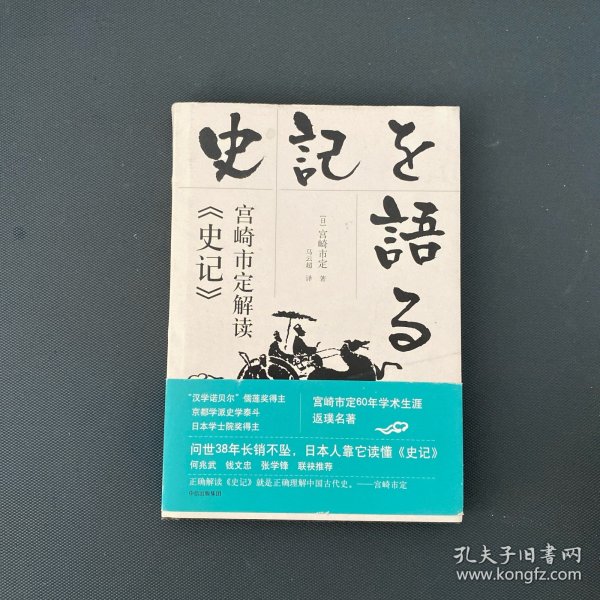 史記を
語る
宫崎市定解读
《史记》
[日] 宫崎市定 著
马云超 译
“汉学诺贝尔”儒莲奖得主
京都学派史学泰斗
日本学士院奖得主
宫崎市定60年学术生涯
返璞名著
问世38年长销不坠，日本人靠它读懂《史记》
何兆武 钱文忠 张学锋 联袂推荐
正确解读《史记》就是正确理解中国古代史。——宫崎市定
中信出版集团
孔夫子旧书网
www.kongfz.com